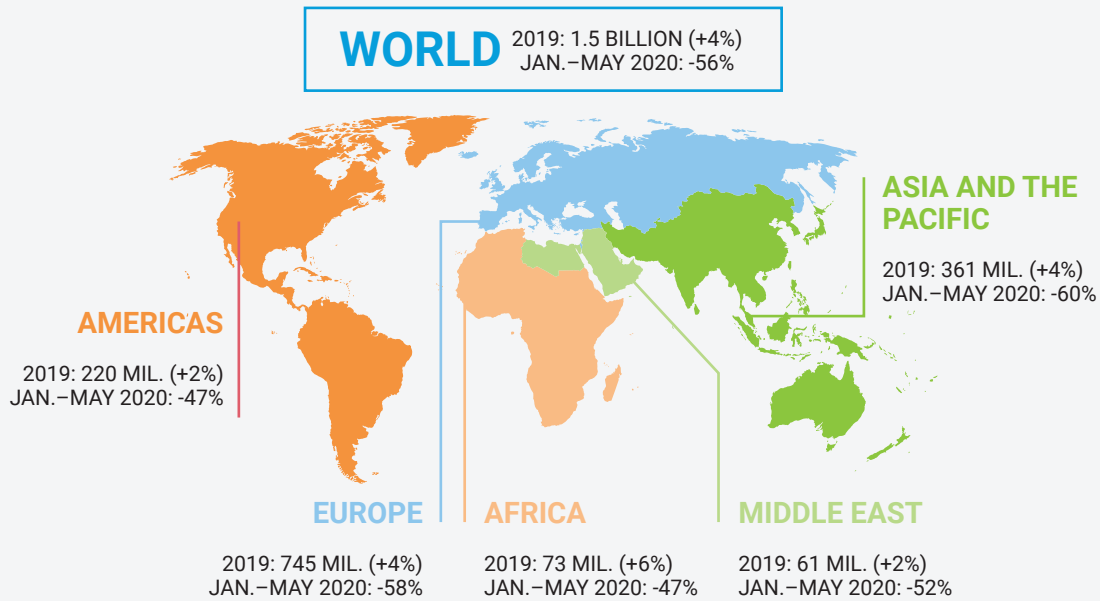 WORLD
2019: 1.5 BILLION (+4%)
JAN.–MAY 2020: -56%
ASIA AND THE
PACIFIC
2019: 361 MIL. (+4%)
JAN.–MAY 2020: -60%
AMERICAS
2019: 220 MIL. (+2%)
JAN.–MAY 2020: -47%
EUROPE
2019: 745 MIL. (+4%)
JAN.–MAY 2020: -58%
AFRICA
2019: 73 MIL. (+6%)
JAN.–MAY 2020: -47%
MIDDLE EAST
2019: 61 MIL. (+2%)
JAN.–MAY 2020: -52%